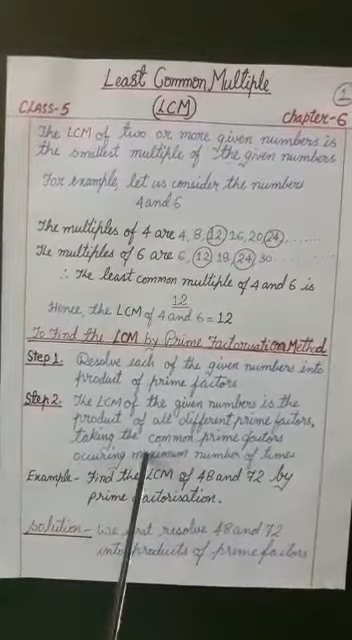 Least Common Multiple
1
CLASS-5
(LCM)
Chapter-6
The LCM of two or more given numbers is
the smallest multiple of the given numbers
For example, let us consider the numbers
4 and 6
The multiples of 4 are 4, 8, 12, 16, 20, 24, .......
The multiples of 6 are 6, 12, 18, 24, 30 .......
∴ The least common multiple of 4 and 6 is
12
Hence, the LCM of 4 and 6 = 12
To find the LCM by Prime Factorisation Method
Step 1: Resolve each of the given numbers into
product of prime factors
Step 2: The LCM of the given numbers is the
product of all different prime factors,
taking the common prime factors
occuring maximum number of times
Example - Find the LCM of 48 and 72 by
prime factorisation.
Solution - We first resolve 48 and 72
into products of prime factors